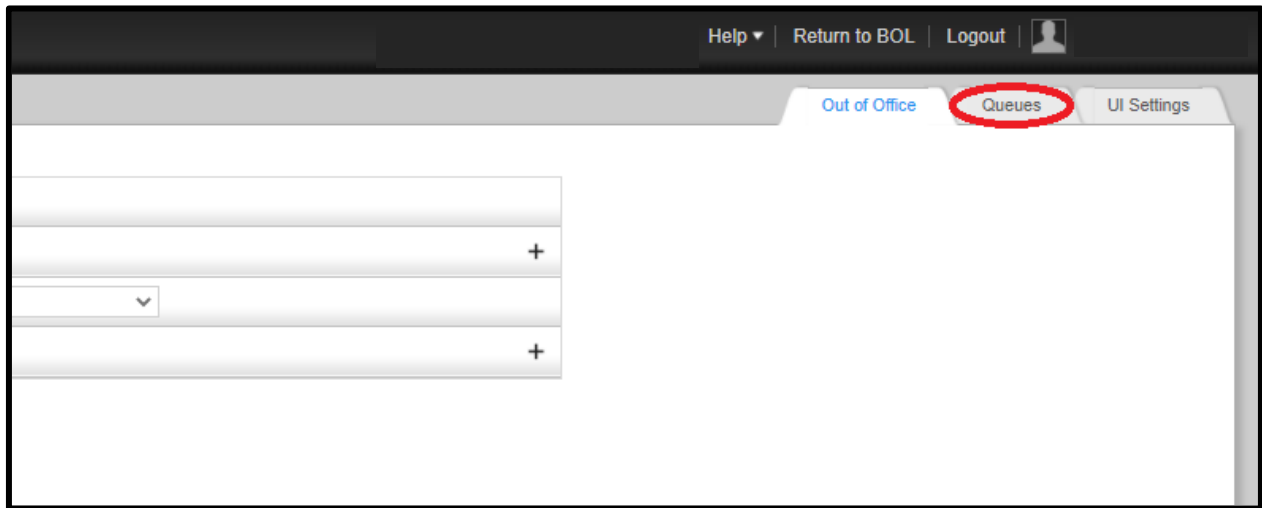 Help | Return to BOL | Logout |
Out of Office Queues UI Settings
+
+